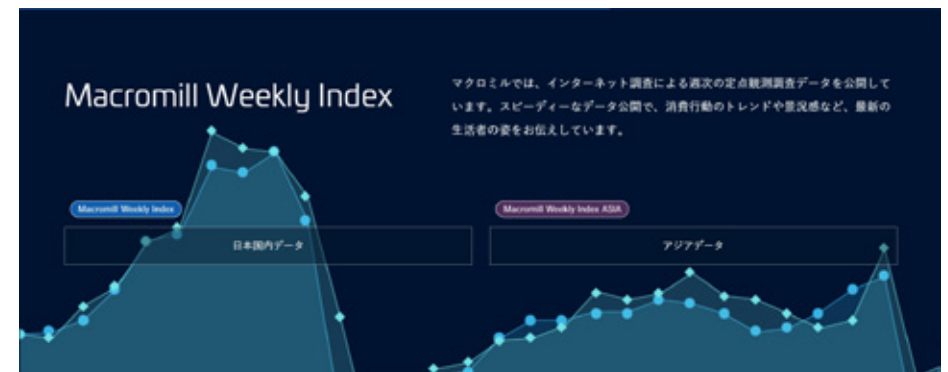 Macromill Weekly Index
マクロミルでは、インターネット調査による週次の定点観測調査データを公開して
います。スピーディーなデータ公開で、消費行動のトレンドや景況感など、最新の
生活者の姿をお伝えしています。
Macromill Weekly Index
日本国内データ
Macromill Weekly Index ASIA
アジアデータ